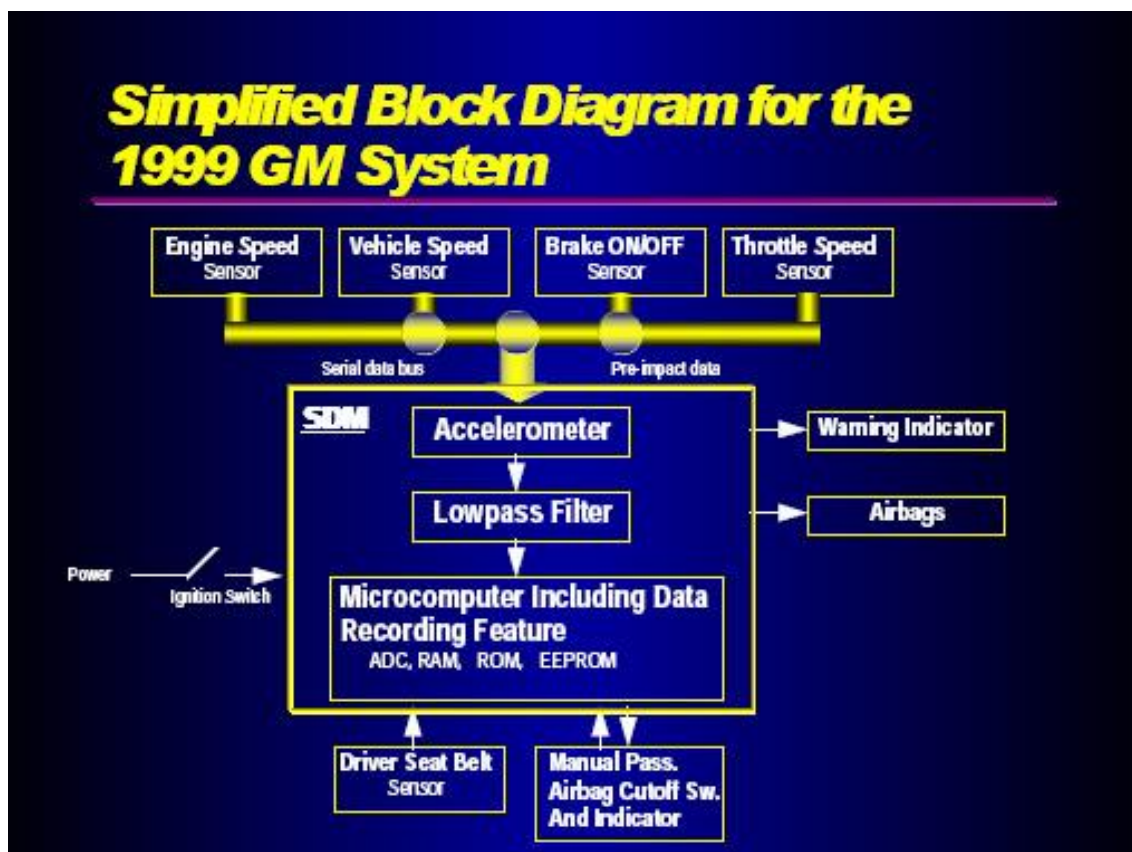 Simplified Block Diagram for the
1999 GM System
Engine Speed
Sensor
Vehicle Speed
Sensor
Brake ON/OFF
Sensor
Throttle Speed
Sensor
Serial data bus
Pre-impact data
SDM
Accelerometer
Warning Indicator
Lowpass Filter
Airbags
Power
Ignition Switch
Microcomputer Including Data
Recording Feature
ADC, RAM, ROM, EEPROM
Driver Seat Belt
Sensor
Manual Pass.
Airbag Cutoff Sw.
And Indicator